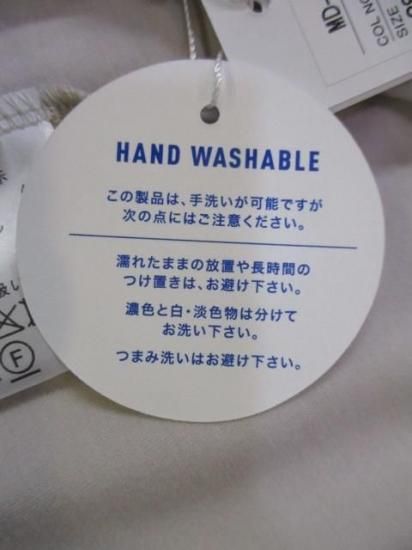 COL NO
SIZE
MD-
HAND WASHABLE
この製品は、手洗いが可能ですが
次の点にはご注意ください。
濡れたままの放置や長時間の
つけ置きは、お避け下さい。
濃色と白・淡色物は分けて
お洗い下さい。
つまみ洗いはお避け下さい。
扱い
F